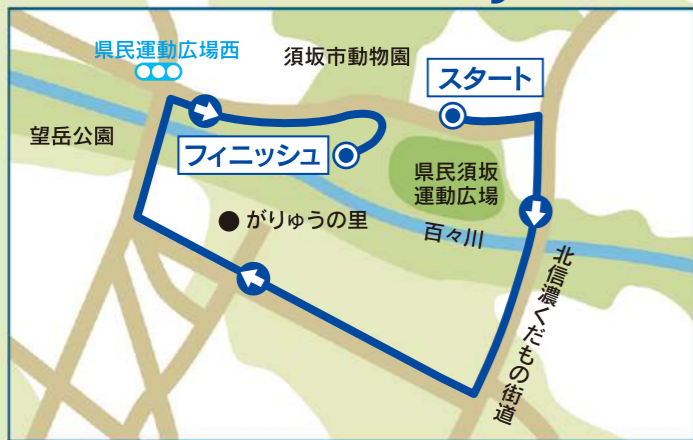 県民運動広場西
須坂市動物園
スタート
望岳公園
フィニッシュ
県民須坂
運動広場
がりゅうの里
百々川
北信濃くだもの街道